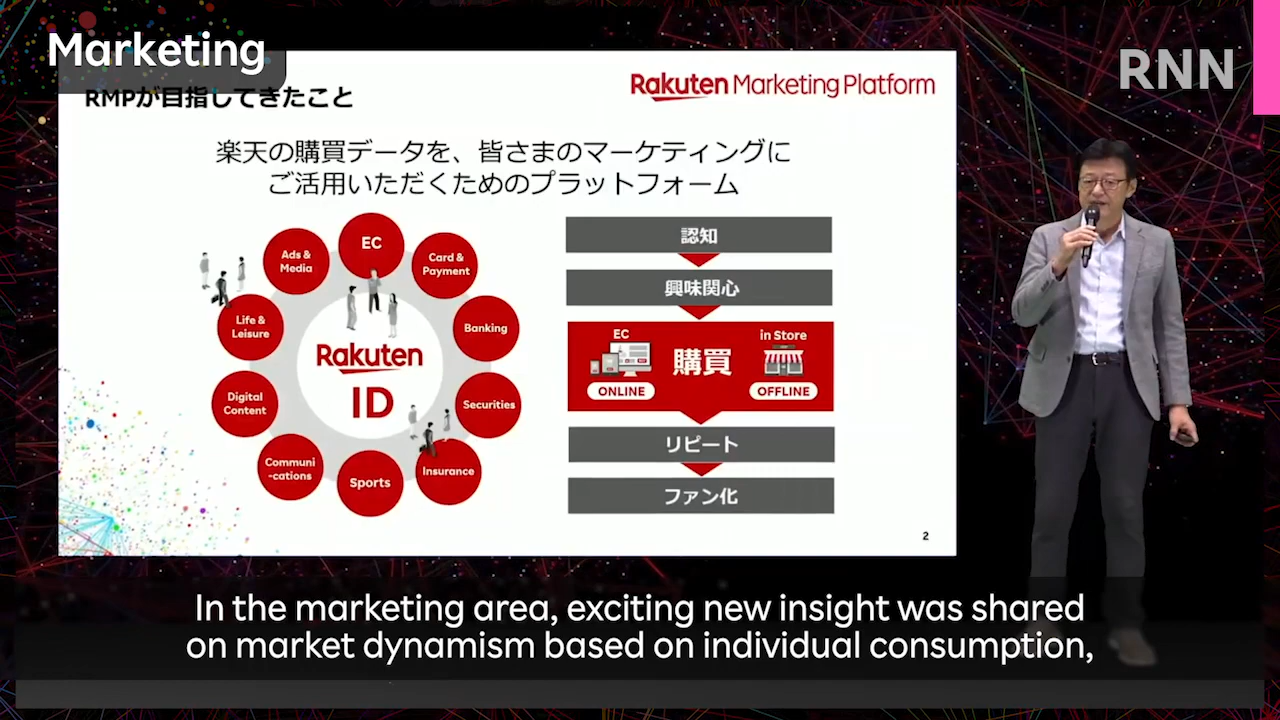 Marketing
RNN
RMPが目指してきたこと
Rakuten Marketing Platform
楽天の購買データを、皆さまのマーケティングに
ご活用いただくためのプラットフォーム
EC
Card &
Payment
Banking
Securities
Insurance
Sports
Communi
-cations
Digital
Content
Life &
Leisure
Ads &
Media
Rakuten
ID
認知
興味関心
EC
ONLINE
購買
in Store
OFFLINE
リピート
ファン化
2
In the marketing area, exciting new insight was shared
on market dynamism based on individual consumption,